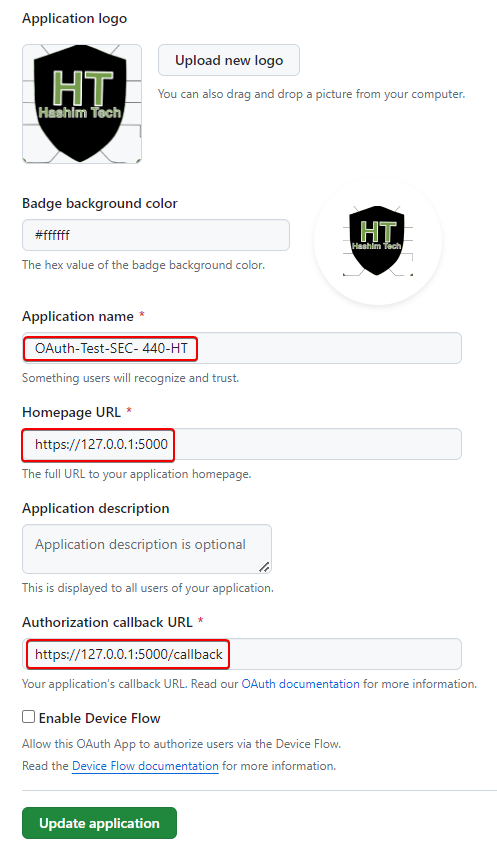 Application logo
HT
Hashim Tech
Upload new logo
You can also drag and drop a picture from your computer.
Badge background color
#ffffff
The hex value of the badge background color.
HT
Hashim Tech
Application name *
OAuth-Test-SEC- 440-HT
Something users will recognize and trust.
Homepage URL *
https://127.0.0.1:5000
The full URL to your application homepage.
Application description
Application description is optional
This is displayed to all users of your application.
Authorization callback URL *
https://127.0.0.1:5000/callback
Your application's callback URL. Read our OAuth documentation for more information.
Enable Device Flow
Allow this OAuth App to authorize users via the Device Flow.
Read the Device Flow documentation for more information.
Update application